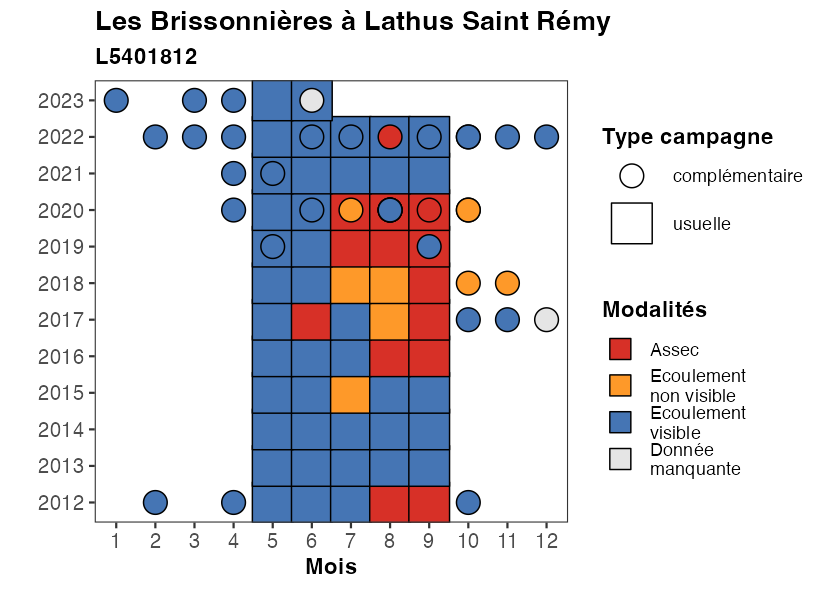 Les Brissonnières à Lathus Saint Rémy
L5401812
2023
2022
2021
2020
2019
2018
2017
2016
2015
2014
2013
2012
1 2 3 4 5 6 7 8 9 10 11 12
Mois
Type campagne
complémentaire
usuelle
Modalités
Assec
Ecoulement
non visible
Ecoulement
visible
Donnée
manquante